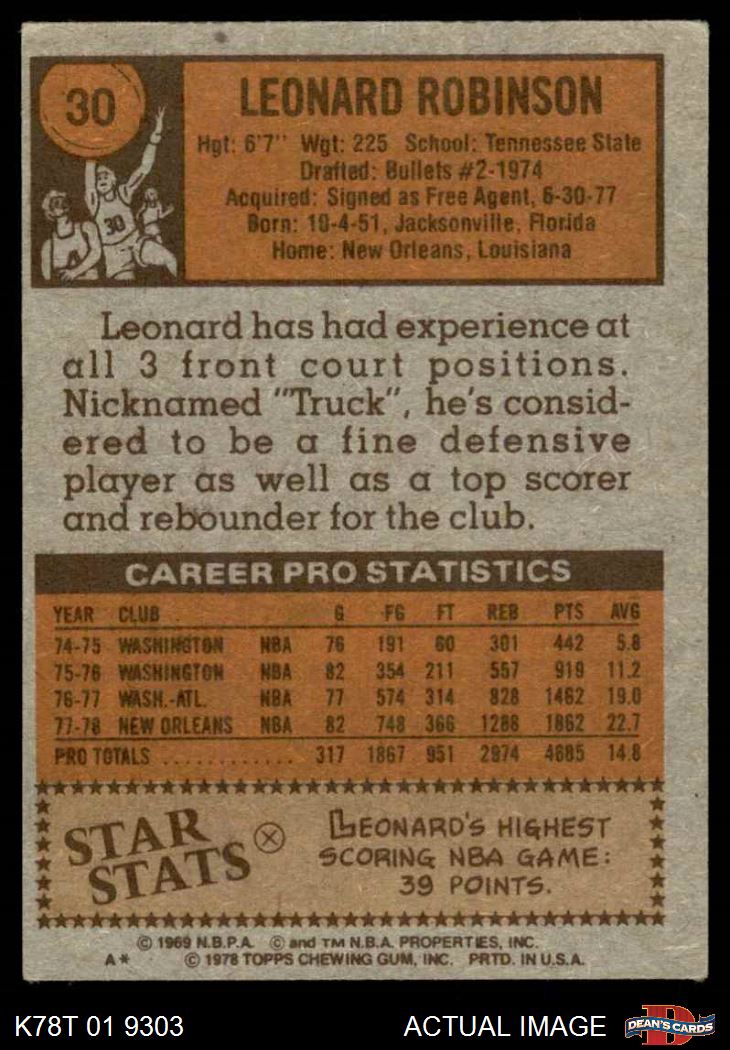 30
LEONARD ROBINSON
Hgt: 6'7" Wgt: 225 School: Tennessee State
Drafted: Bullets #2-1974
Acquired: Signed as Free Agent, 6-30-77
Born: 10-4-51, Jacksonville, Florida
Home: New Orleans, Louisiana
30
4
Leonard has had experience at
all 3 front court positions.
Nicknamed "Truck", he's consid-
ered to be a fine defensive
player as well as a top scorer
and rebounder for the club.
CAREER PRO STATISTICS
YEAR CLUB G FG FT REB PTS AVG
74-75 WASHINGTON NBA 76 191 60 301 442 5.8
75-76 WASHINGTON NBA 82 354 211 557 919 11.2
76-77 WASH.-ATL. NBA 77 574 314 828 1462 19.0
77-78 NEW ORLEANS NBA 82 748 366 1288 1862 22.7
PRO TOTALS ............ 317 1867 951 2974 4685 14.8
STAR
STATS
LEONARD'S HIGHEST
SCORING NBA GAME:
39 POINTS.
© 1969 N.B.P.A. © and TM N.B.A. PROPERTIES, INC.
A* © 1978 TOPPS CHEWING GUM, INC. PRTD. IN U.S.A.
K78T 01 9303 ACTUAL IMAGE
D
DEAN'S CARDS